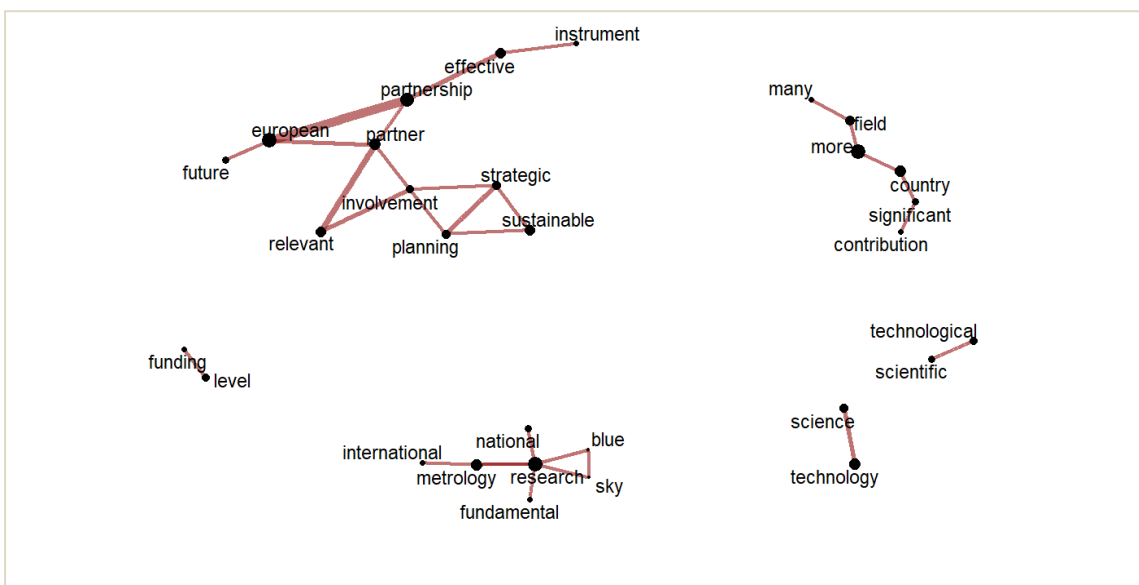 instrument
effective
partnership
european
partner
future
strategic
involvement
sustainable
relevant
planning
many
field
more
country
significant
contribution
technological
scientific
funding
level
science
technology
national
blue
international
metrology
research
sky
fundamental